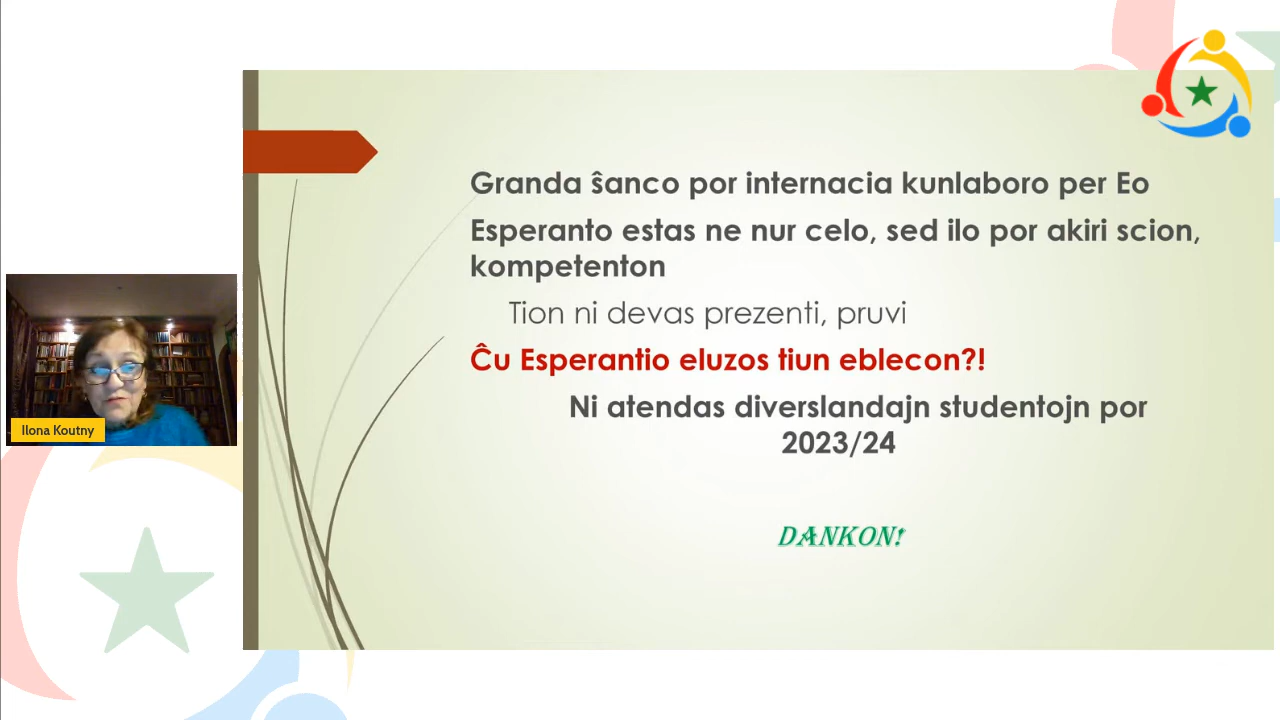 Granda ŝanco por internacia kunlaboro per Eo
Esperanto estas ne nur celo, sed ilo por akiri scion,
kompetenton
Tion ni devas prezenti, pruvi
Ĉu Esperantio eluzos tiun eblecon?!
Ni atendas diverslandajn studentojn por
2023/24
DANKON!
Ilona Koutny